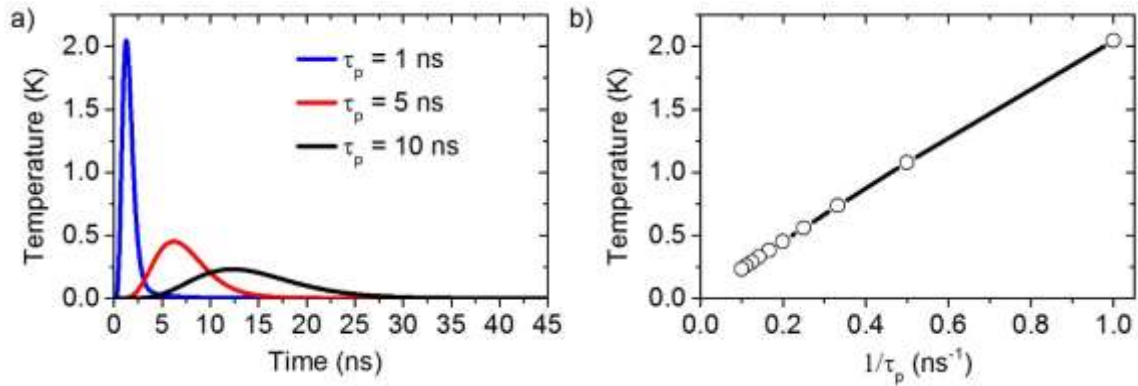 a)
Temperature (K)
2.0
1.5
1.0
0.5
0.0
τp = 1 ns
τp = 5 ns
τp = 10 ns
0 5 10 15 20 25 30 35 40 45
Time (ns)
b)
Temperature (K)
2.0
1.5
1.0
0.5
0.0
0.0 0.2 0.4 0.6 0.8 1.0
1/τp (ns⁻¹)